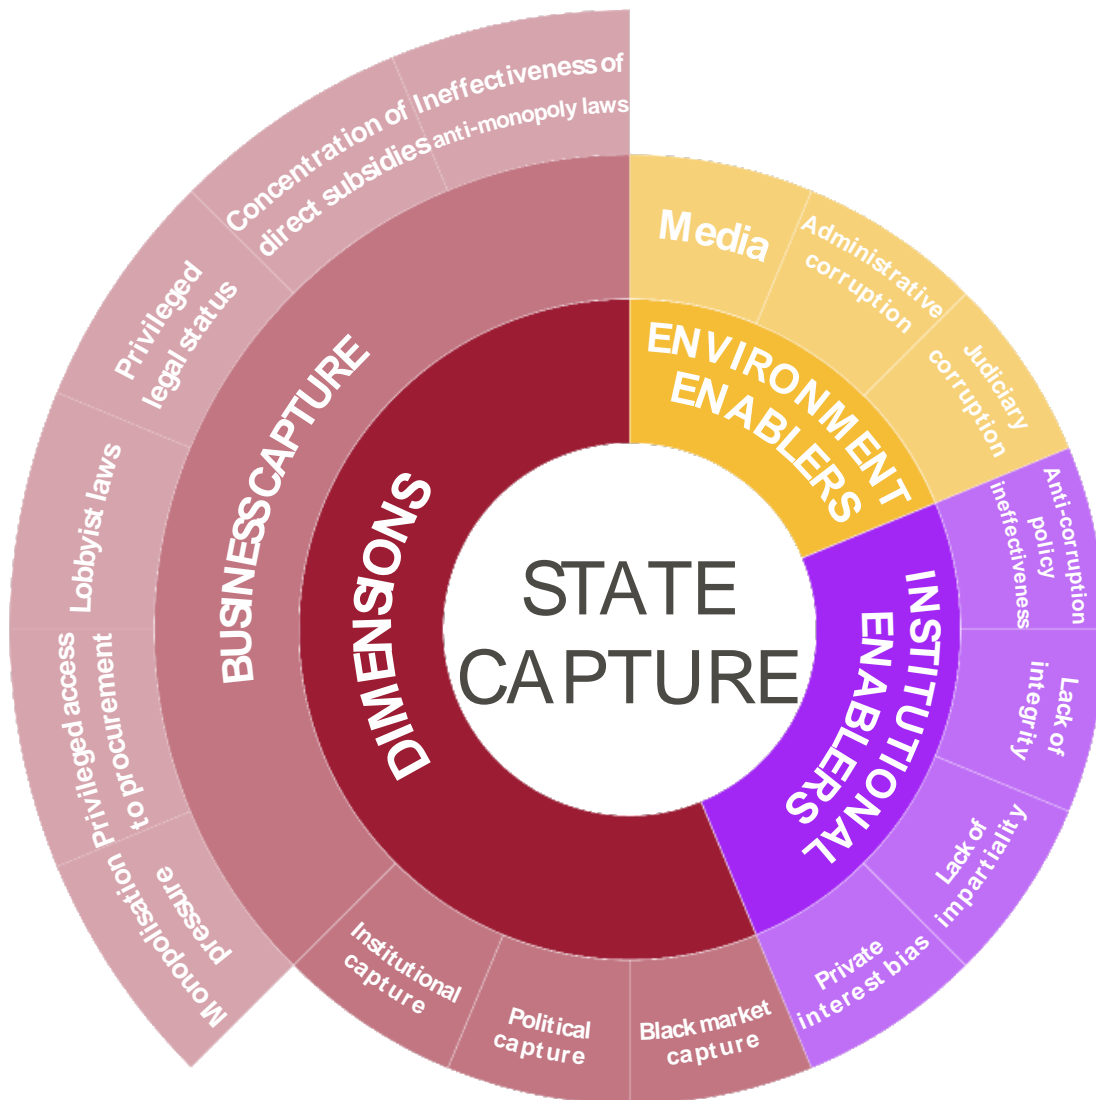 STATE
CAPTURE
ENVIRONMENT
ENABLERS
Media
Administrative
corruption
Judiciary
corruption
INSTITUTIONAL
ENABLERS
Anti-corruption
policy
ineffectiveness
Lack of
integrity
Lack of
impartiality
Private
interest bias
DIMENSIONS
Black market
capture
Political
capture
Institutional
capture
BUSINESS CAPTURE
Monopolisation
pressure
Privileged access
to procurement
Lobbyist laws
Privileged
legal status
Concentration of
direct subsidies
Ineffectiveness of
anti-monopoly laws